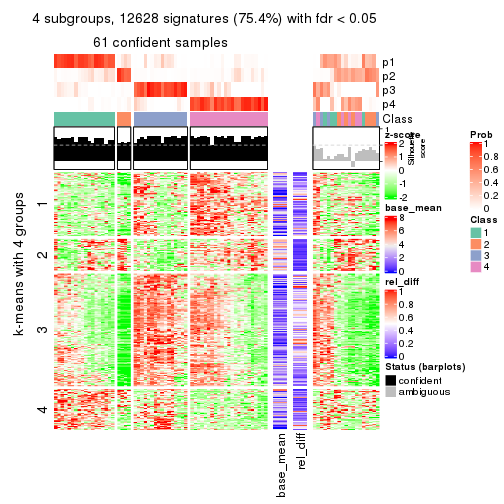 4 subgroups, 12628 signatures (75.4%) with fdr < 0.05
61 confident samples
p1
p2
p3
p4
Class
1
Silhouette
score
z-score
2
1
0
-1
-2
Prob
1
0.8
0.6
0.4
0.2
0
base_mean
8
6
4
2
0
Class
1
2
3
4
rel_diff
1
0.8
0.6
0.4
0.2
0
Status (barplots)
confident
ambiguous
k-means with 4 groups
1
2
3
4
base_mean
rel_diff